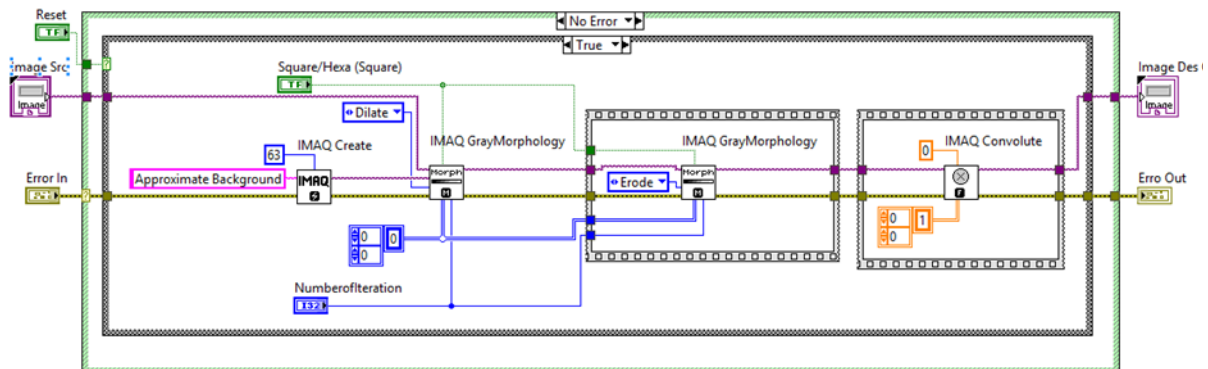 Reset
TF
No Error
True
Image Src
Image
Square/Hexa (Square)
TF
Dilate
IMAQ GrayMorphology
Morph
M
63
IMAQ Create
IMAQ
Approximate Background
Error In
IMAQ GrayMorphology
Morph
M
Erode
IMAQ Convolute
0
F
0
0
1
0
0
0
NumberofIteration
I32
Image Des
Image
Erro Out